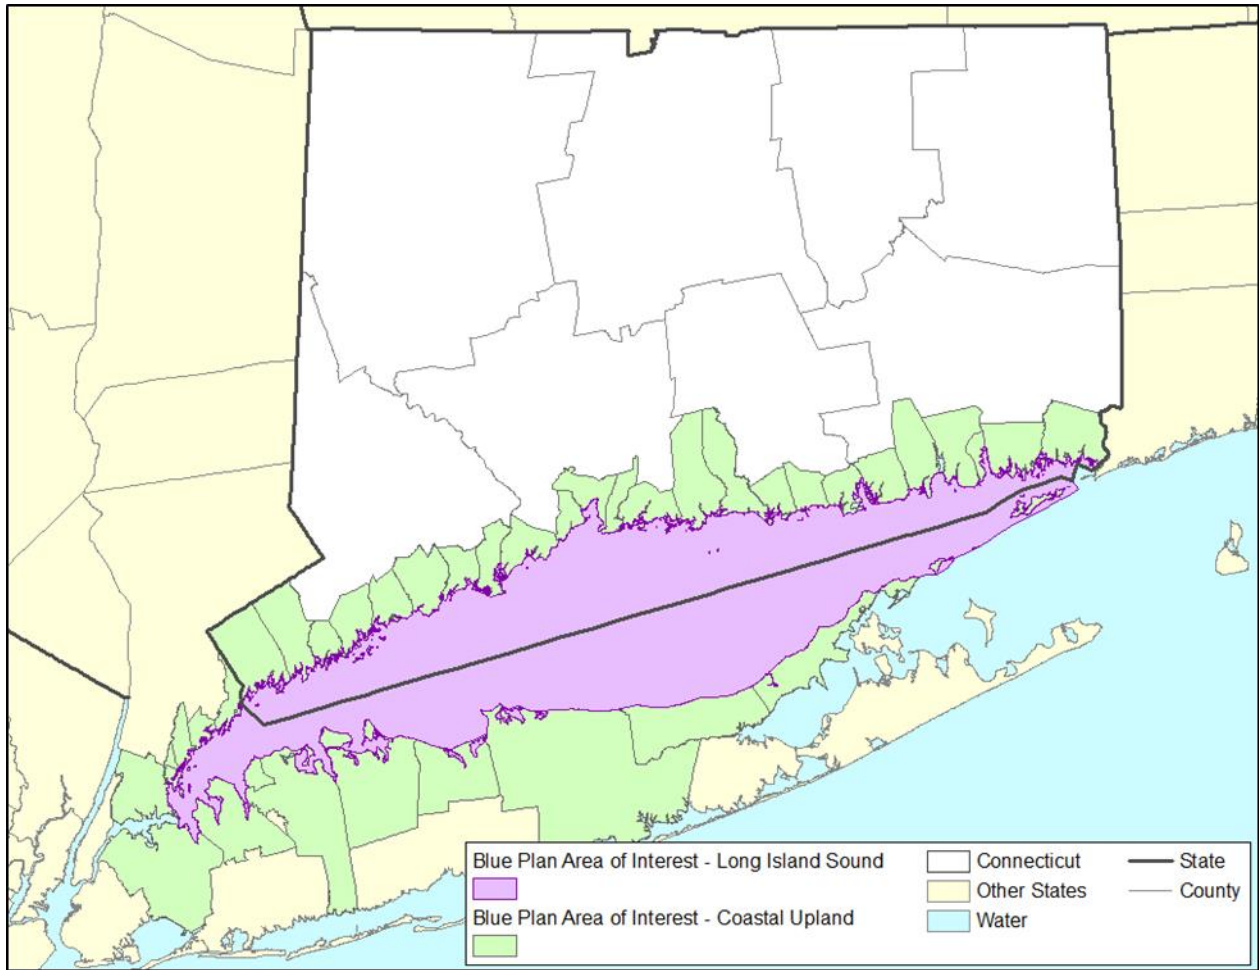 Blue Plan Area of Interest - Long Island Sound
Blue Plan Area of Interest - Coastal Upland
Connecticut
Other States
Water
State
County